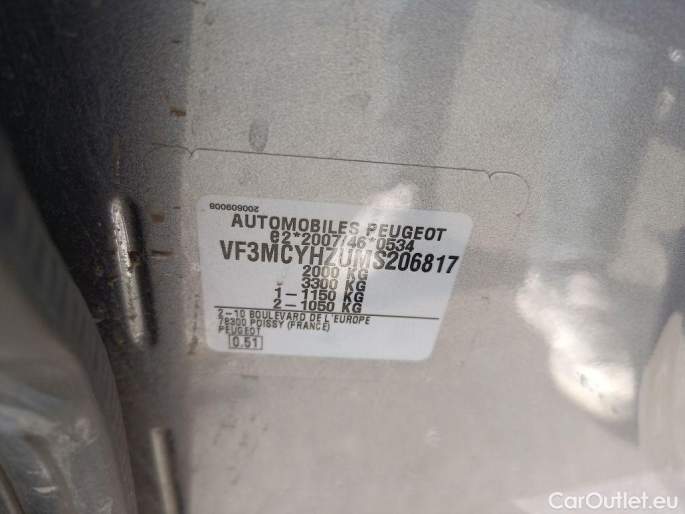 200609008
AUTOMOBILES PEUGEOT
e2*2007/46*0534
VF3MCYHZUMS206817
2000 KG
3300 KG
1 - 1150 KG
2 - 1050 KG
2 - 10 BOULEVARD DE L'EUROPE
78300 POISSY (FRANCE)
PEUGEOT
0.51
CarOutlet.eu